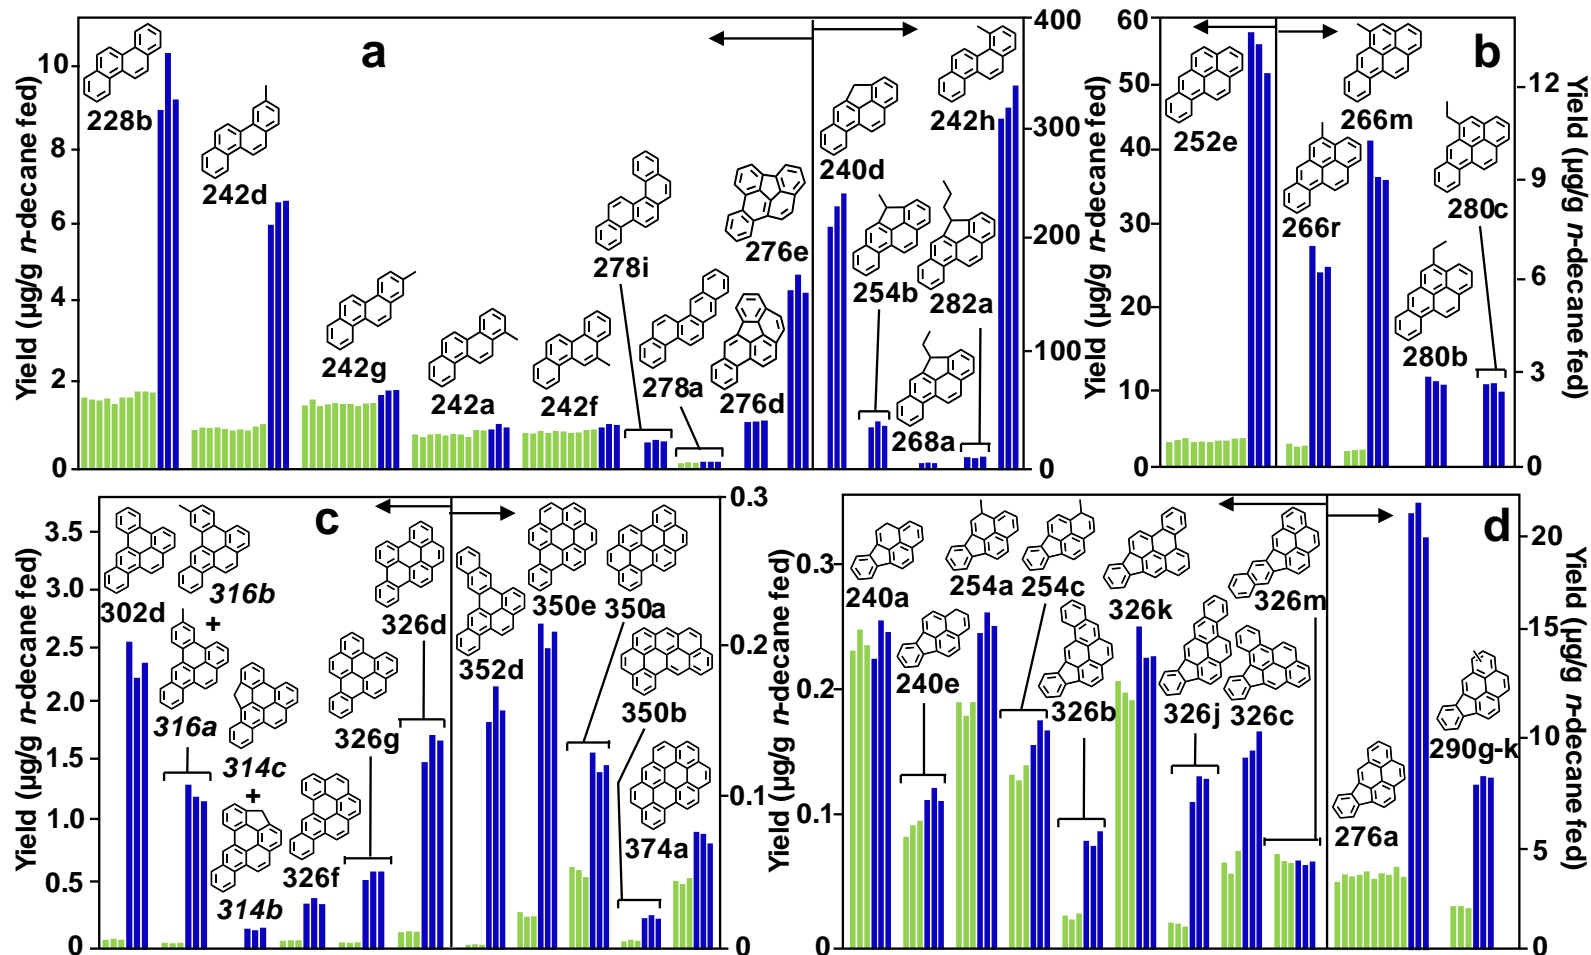 a
Yield (µg/g n-decane fed)
10
8
6
4
2
0
400
300
200
100
0
Yield (µg/g n-decane fed)
228b
242d
242g
242a
242f
278i
278a
276e
276d
240d
254b
282a
268a
242h
b
60
50
40
30
20
10
0
12
9
6
3
0
Yield (µg/g n-decane fed)
252e
266r
266m
280b
280c
c
Yield (µg/g n-decane fed)
3.5
3.0
2.5
2.0
1.5
1.0
0.5
0
0.3
0.2
0.1
0
Yield (µg/g n-decane fed)
302d
316b
+
316a
314c
+
314b
326f
326g
326d
352d
350e
350a
350b
374a
d
0.3
0.2
0.1
0
20
15
10
5
0
Yield (µg/g n-decane fed)
240a
240e
254a
254c
326b
326k
326j
326c
326m
276a
290g-k